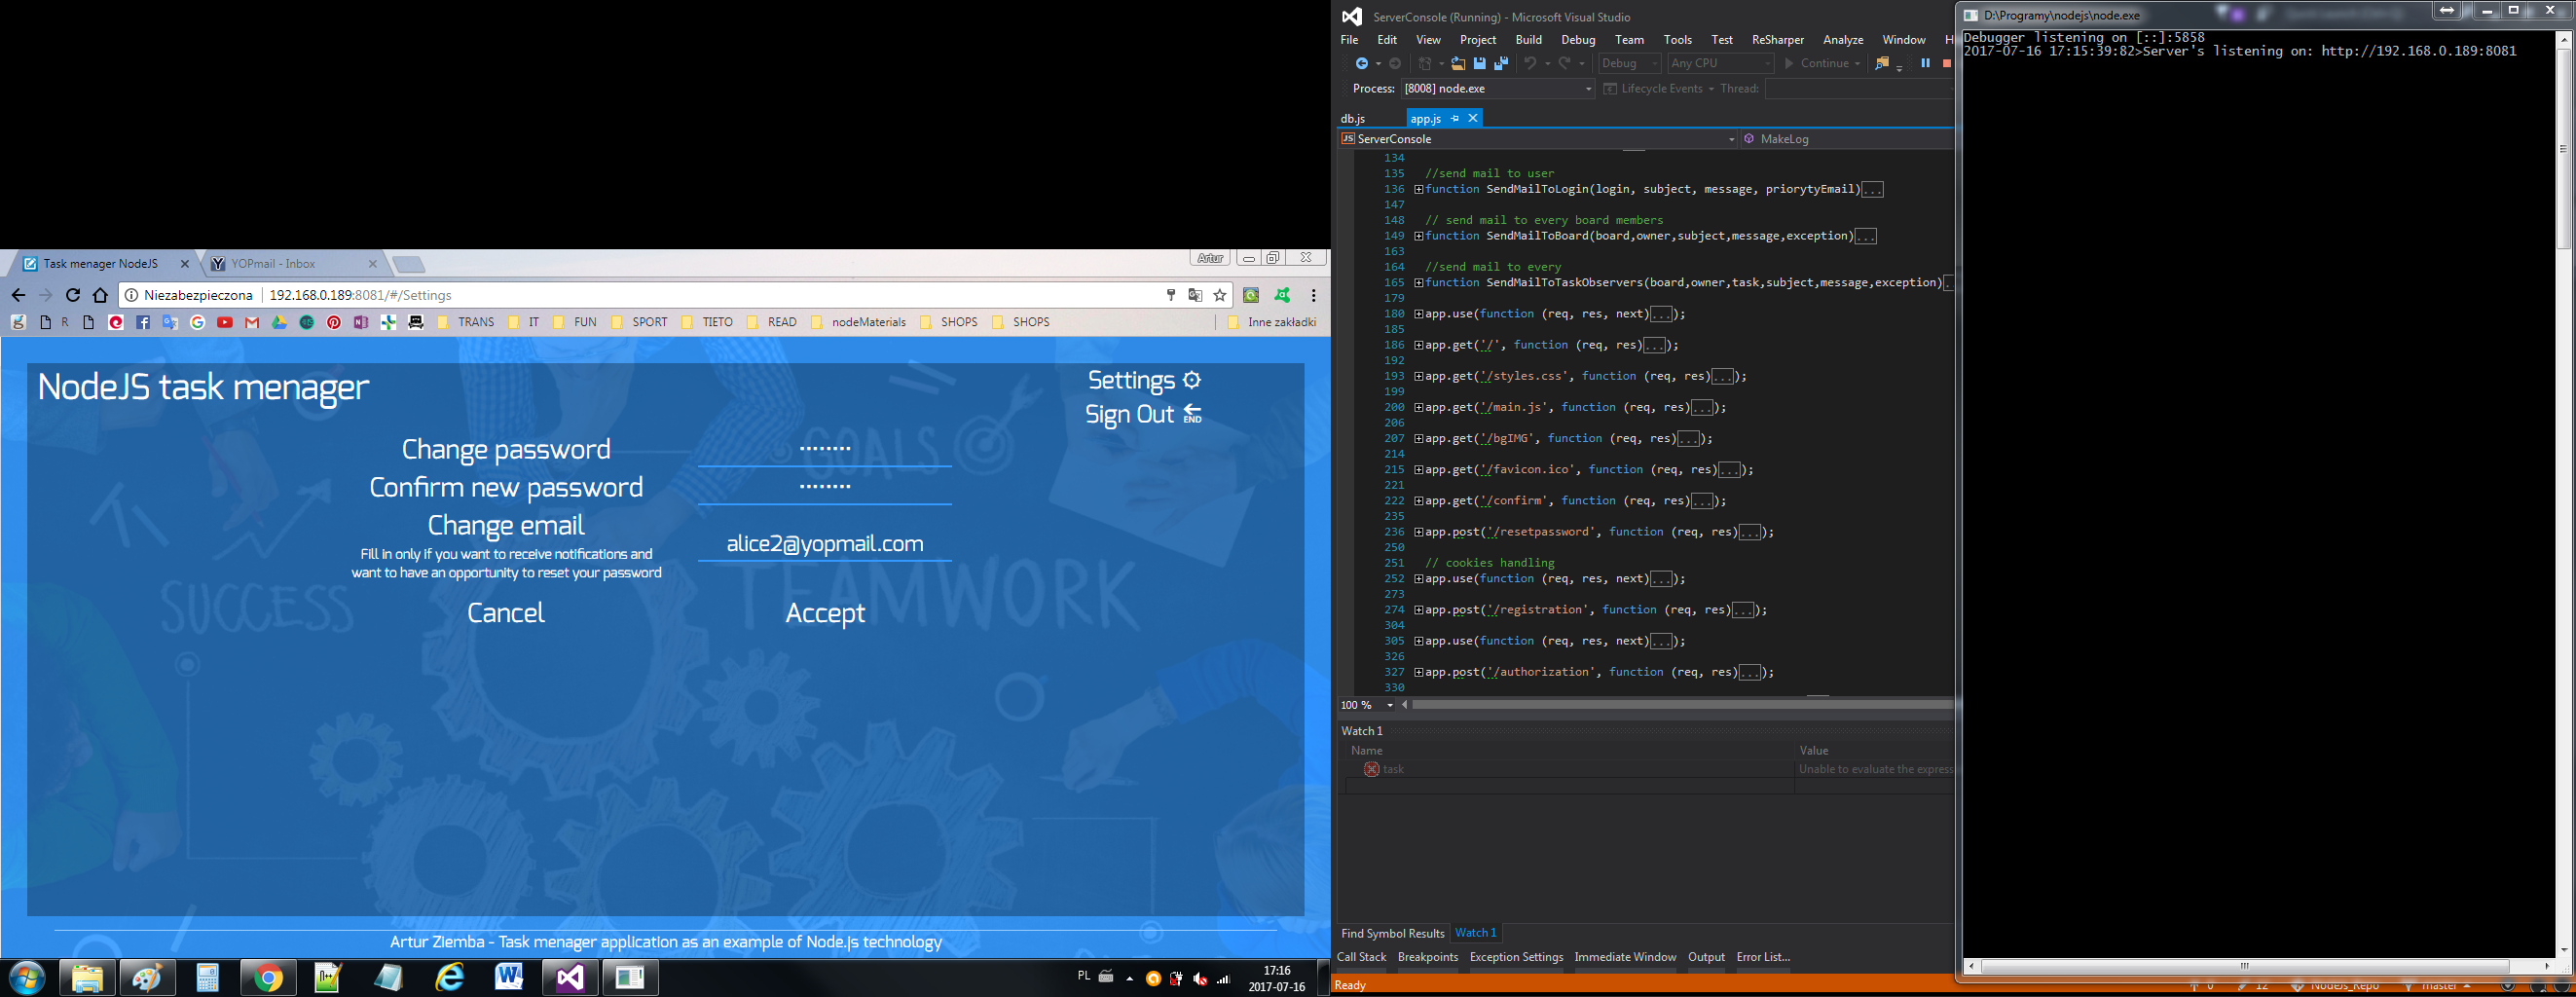 Task menager NodeJS
YOPmail - Inbox
Artur
Niezabezpieczona
192.168.0.189:8081/#/Settings
R
TRANS
IT
FUN
SPORT
TIETO
READ
nodeMaterials
SHOPS
SHOPS
Inne zakładki
NodeJS task menager
Settings
Sign Out
END
GOALS
Change password
Confirm new password
Change email
Fill in only if you want to receive notifications and
want to have an opportunity to reset your password
alice2@yopmail.com
SUCCESS
TEAMWORK
Cancel
Accept
Artur Ziemba - Task menager application as an example of Node.js technology
PL
17:16
2017-07-16
ServerConsole (Running) - Microsoft Visual Studio
File Edit View Project Build Debug Team Tools Test ReSharper Analyze Window H
Debug Any CPU Continue
Process: [8008] node.exe Lifecycle Events Thread:
db.js app.js
ServerConsole MakeLog
134
135 //send mail to user
136 function SendMailToLogin(login, subject, message, priorytyEmail)...
147
148 // send mail to every board members
149 function SendMailToBoard(board,owner,subject,message,exception)...
163
164 //send mail to every
165 function SendMailToTaskObservers(board,owner,task,subject,message,exception)..
179
180 app.use(function (req, res, next)...);
185
186 app.get('/', function (req, res)...);
192
193 app.get('/styles.css', function (req, res)...);
199
200 app.get('/main.js', function (req, res)...);
206
207 app.get('/bgIMG', function (req, res)...);
214
215 app.get('/favicon.ico', function (req, res)...);
221
222 app.get('/confirm', function (req, res)...);
235
236 app.post('/resetpassword', function (req, res)...);
250
251 // cookies handling
252 app.use(function (req, res, next)...);
273
274 app.post('/registration', function (req, res)...);
304
305 app.use(function (req, res, next)...);
326
327 app.post('/authorization', function (req, res)...);
330
100 %
Watch 1
Name Value
task Unable to evaluate the express
Find Symbol Results Watch 1
Call Stack Breakpoints Exception Settings Immediate Window Output Error List...
Ready
0 12 NodeJs_Repo master
D:\Programy\nodejs\node.exe
Debugger listening on [::]:5858
2017-07-16 17:15:39:82>Server's listening on: http://192.168.0.189:8081